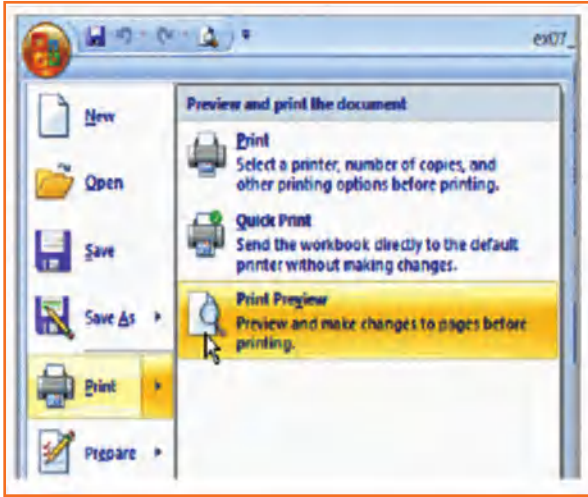 ex07_
New
Open
Save
Save As
Print
Prepare
Preview and print the document
Print
Select a printer, number of copies, and
other printing options before printing.
Quick Print
Send the workbook directly to the default
printer without making changes.
Print Preview
Preview and make changes to pages before
printing.